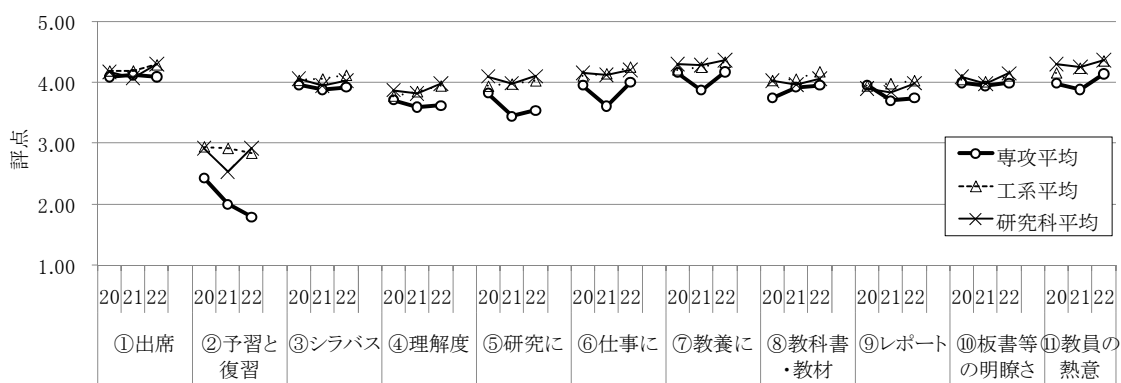 5.00
4.00
3.00
2.00
1.00
評点
専攻平均
工系平均
研究科平均
202122 202122 202122 202122 202122 202122 202122 202122 202122 202122 202122
①出席 ②予習と ③シラバス ④理解度 ⑤研究に ⑥仕事に ⑦教養に ⑧教科書 ⑨レポート ⑩板書等 ⑪教員の
復習 ・教材 の明瞭さ 熱意